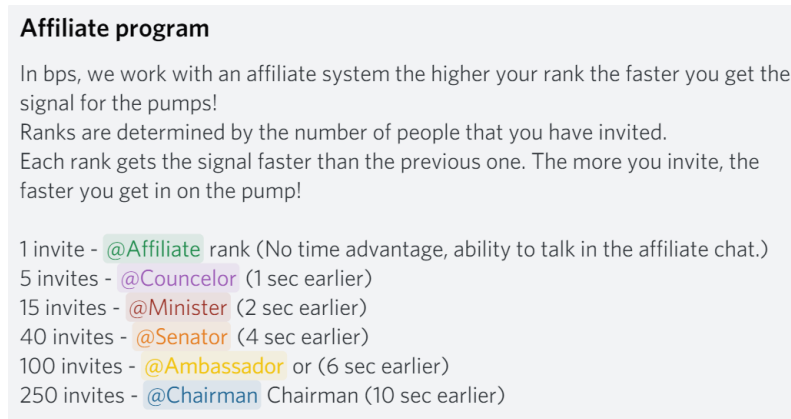 Affiliate program
In bps, we work with an affiliate system the higher your rank the faster you get the
signal for the pumps!
Ranks are determined by the number of people that you have invited.
Each rank gets the signal faster than the previous one. The more you invite, the
faster you get in on the pump!
1 invite - @Affiliate rank (No time advantage, ability to talk in the affiliate chat.)
5 invites - @Councelor (1 sec earlier)
15 invites - @Minister (2 sec earlier)
40 invites - @Senator (4 sec earlier)
100 invites - @Ambassador or (6 sec earlier)
250 invites - @Chairman Chairman (10 sec earlier)